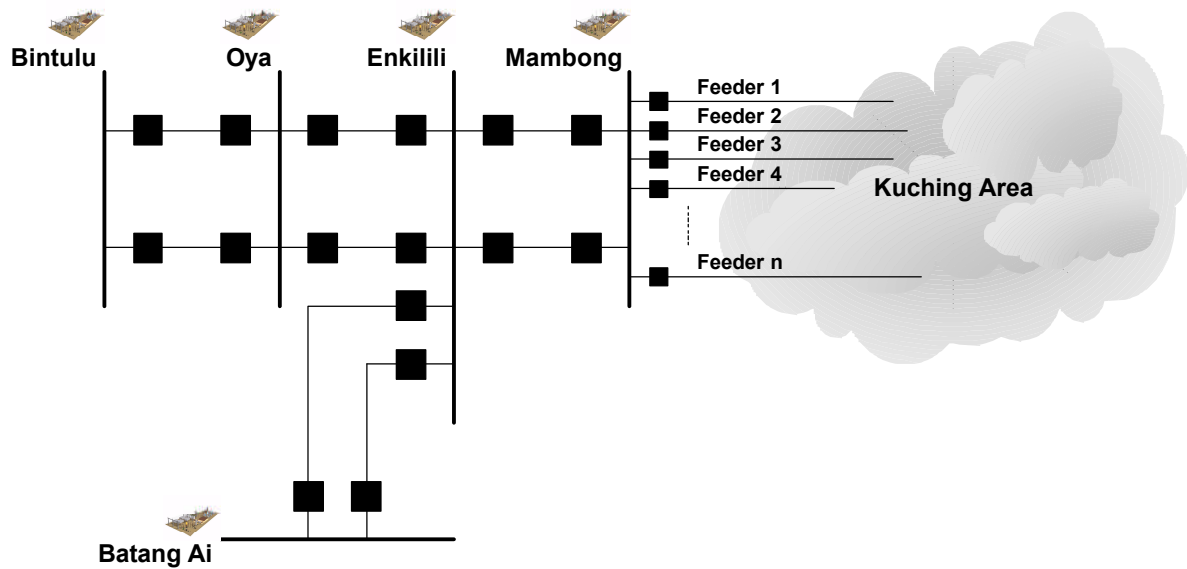 Bintulu
Oya
Enkilili
Mambong
Feeder 1
Feeder 2
Feeder 3
Feeder 4
Kuching Area
Feeder n
Batang Ai